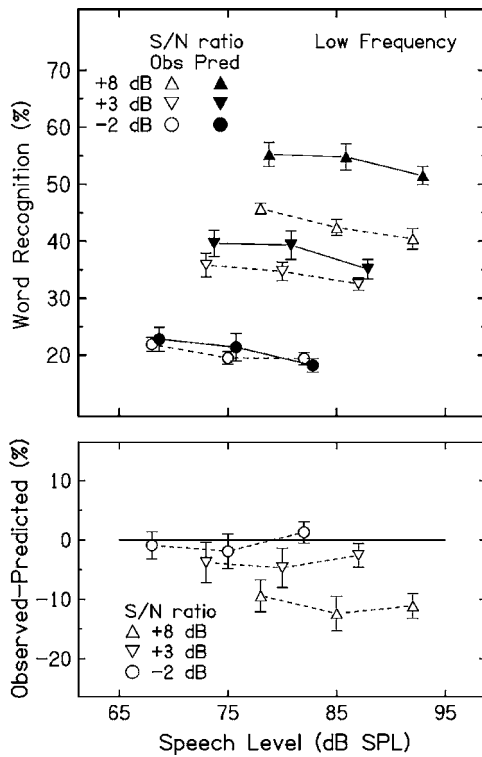 S/N ratio Low Frequency
Obs Pred
+8 dB
+3 dB
−2 dB
70
60
50
40
30
20
Word Recognition (%)
10
0
−10
−20
Observed−Predicted (%)
S/N ratio
+8 dB
+3 dB
−2 dB
65 75 85 95
Speech Level (dB SPL)